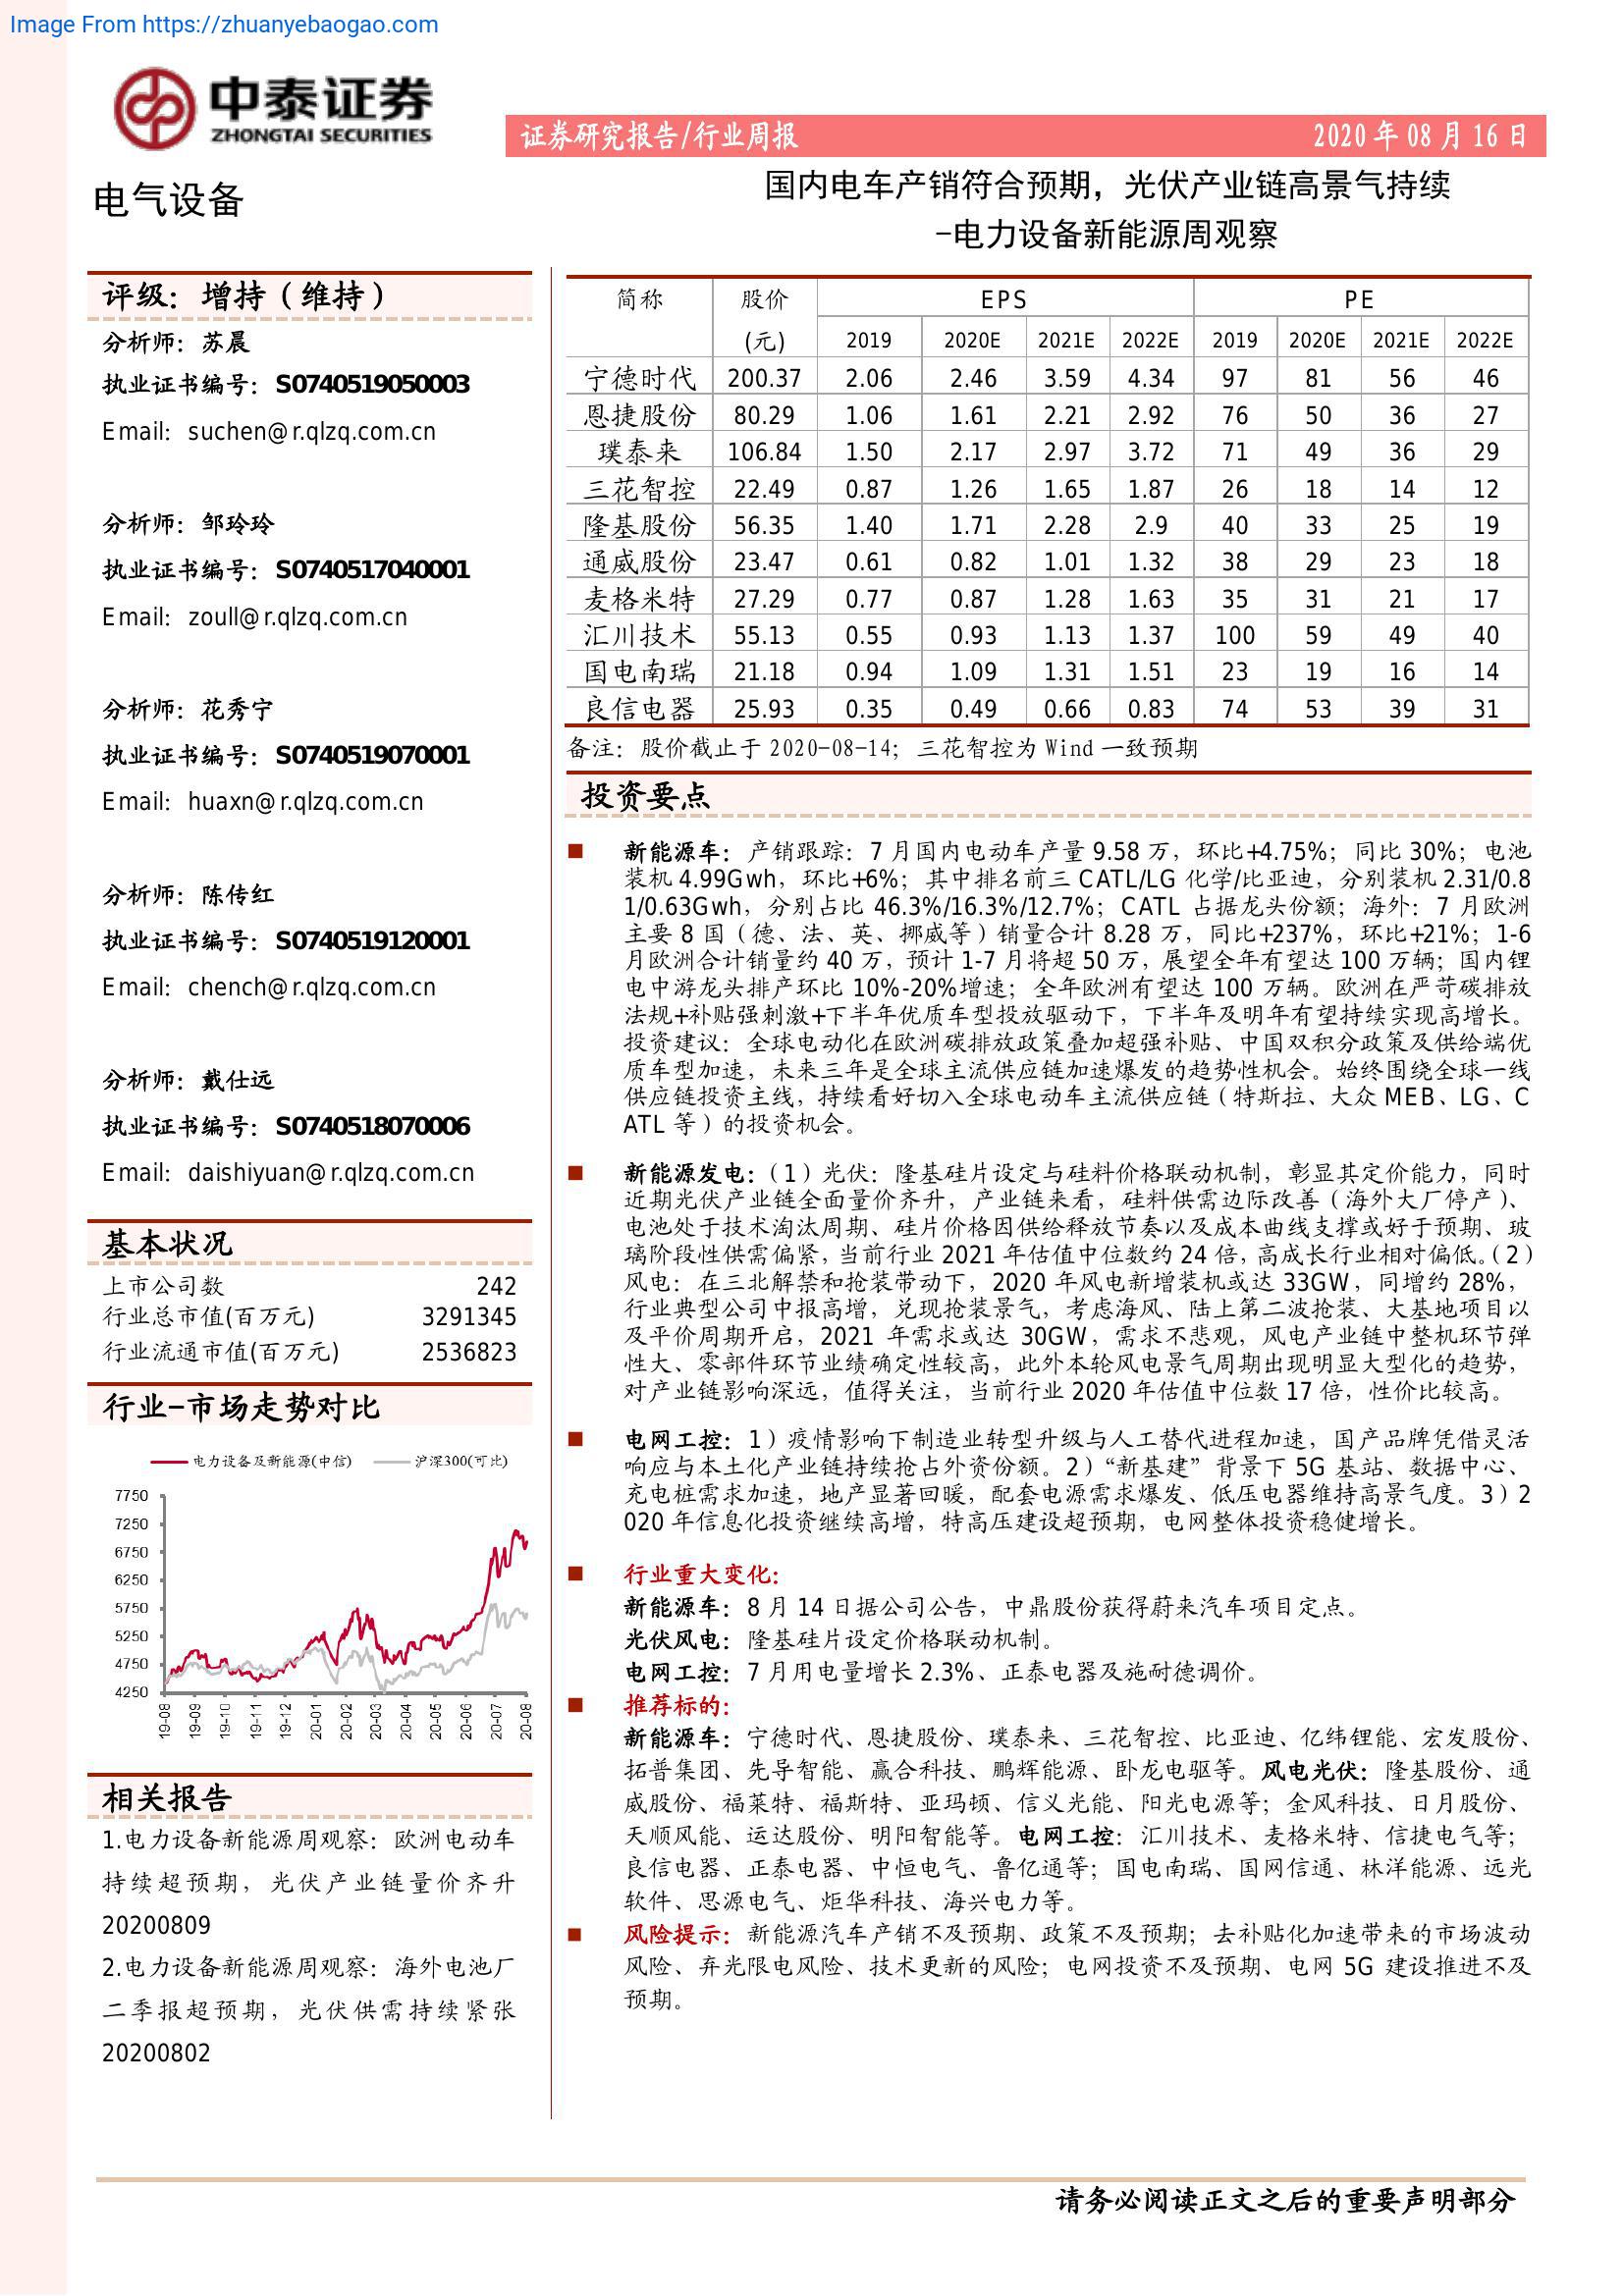 Image From https://zhuanyebaogao.com
中泰证券
ZHONGTAI SECURITIES
证券研究报告/行业周报
2020 年 08 月 16 日
电气设备
国内电车产销符合预期，光伏产业链高景气持续
-电力设备新能源周观察
评级：增持（维持）
分析师：苏晨
执业证书编号：S0740519050003
Email：suchen@r.qlzq.com.cn
分析师：邹玲玲
执业证书编号：S0740517040001
Email：zoull@r.qlzq.com.cn
分析师：花秀宁
执业证书编号：S0740519070001
Email：huaxn@r.qlzq.com.cn
分析师：陈传红
执业证书编号：S0740519120001
Email：chench@r.qlzq.com.cn
分析师：戴仕远
执业证书编号：S0740518070006
Email：daishiyuan@r.qlzq.com.cn
基本状况
上市公司数 242
行业总市值(百万元) 3291345
行业流通市值(百万元) 2536823
行业-市场走势对比
电力设备及新能源(中信) 沪深300(可比)
7750
7250
6750
6250
5750
5250
4750
4250
19-08 19-09 19-10 19-11 19-12 20-01 20-02 20-03 20-04 20-05 20-06 20-07 20-08
相关报告
1.电力设备新能源周观察：欧洲电动车
持续超预期，光伏产业链量价齐升
20200809
2.电力设备新能源周观察：海外电池厂
二季报超预期，光伏供需持续紧张
20200802
简称 股价 EPS PE
(元) 2019 2020E 2021E 2022E 2019 2020E 2021E 2022E
宁德时代 200.37 2.06 2.46 3.59 4.34 97 81 56 46
恩捷股份 80.29 1.06 1.61 2.21 2.92 76 50 36 27
璞泰来 106.84 1.50 2.17 2.97 3.72 71 49 36 29
三花智控 22.49 0.87 1.26 1.65 1.87 26 18 14 12
隆基股份 56.35 1.40 1.71 2.28 2.9 40 33 25 19
通威股份 23.47 0.61 0.82 1.01 1.32 38 29 23 18
麦格米特 27.29 0.77 0.87 1.28 1.63 35 31 21 17
汇川技术 55.13 0.55 0.93 1.13 1.37 100 59 49 40
国电南瑞 21.18 0.94 1.09 1.31 1.51 23 19 16 14
良信电器 25.93 0.35 0.49 0.66 0.83 74 53 39 31
备注：股价截止于 2020-08-14；三花智控为 Wind 一致预期
投资要点
■ 新能源车：产销跟踪：7 月国内电动车产量 9.58 万，环比+4.75%；同比 30%；电池
装机 4.99Gwh，环比+6%；其中排名前三 CATL/LG 化学/比亚迪，分别装机 2.31/0.8
1/0.63Gwh，分别占比 46.3%/16.3%/12.7%；CATL 占据龙头份额；海外：7 月欧洲
主要 8 国（德、法、英、挪威等）销量合计 8.28 万，同比+237%，环比+21%；1-6
月欧洲合计销量约 40 万，预计 1-7 月将超 50 万，展望全年有望达 100 万辆；国内锂
电中游龙头排产环比 10%-20%增速；全年欧洲有望达 100 万辆。欧洲在严苛碳排放
法规+补贴强刺激+下半年优质车型投放驱动下，下半年及明年有望持续实现高增长。
投资建议：全球电动化在欧洲碳排放政策叠加超强补贴、中国双积分政策及供给端优
质车型加速，未来三年是全球主流供应链加速爆发的趋势性机会。始终围绕全球一线
供应链投资主线，持续看好切入全球电动车主流供应链（特斯拉、大众 MEB、LG、C
ATL 等）的投资机会。
■ 新能源发电：（1）光伏：隆基硅片设定与硅料价格联动机制，彰显其定价能力，同时
近期光伏产业链全面量价齐升，产业链来看，硅料供需边际改善（海外大厂停产）、
电池处于技术淘汰周期、硅片价格因供给释放节奏以及成本曲线支撑或好于预期、玻
璃阶段性供需偏紧，当前行业 2021 年估值中位数约 24 倍，高成长行业相对偏低。（2）
风电：在三北解禁和抢装带动下，2020 年风电新增装机或达 33GW，同增约 28%，
行业典型公司中报高增，兑现抢装景气，考虑海风、陆上第二波抢装、大基地项目以
及平价周期开启，2021 年需求或达 30GW，需求不悲观，风电产业链中整机环节弹
性大、零部件环节业绩确定性较高，此外本轮风电景气周期出现明显大型化的趋势，
对产业链影响深远，值得关注，当前行业 2020 年估值中位数 17 倍，性价比较高。
■ 电网工控：1）疫情影响下制造业转型升级与人工替代进程加速，国产品牌凭借灵活
响应与本土化产业链持续抢占外资份额。2）“新基建”背景下 5G 基站、数据中心、
充电桩需求加速，地产显著回暖，配套电源需求爆发、低压电器维持高景气度。3）2
020 年信息化投资继续高增，特高压建设超预期，电网整体投资稳健增长。
■ 行业重大变化：
新能源车：8 月 14 日据公司公告，中鼎股份获得蔚来汽车项目定点。
光伏风电：隆基硅片设定价格联动机制。
电网工控：7 月用电量增长 2.3%、正泰电器及施耐德调价。
■ 推荐标的：
新能源车：宁德时代、恩捷股份、璞泰来、三花智控、比亚迪、亿纬锂能、宏发股份、
拓普集团、先导智能、赢合科技、鹏辉能源、卧龙电驱等。风电光伏：隆基股份、通
威股份、福莱特、福斯特、亚玛顿、信义光能、阳光电源等；金风科技、日月股份、
天顺风能、运达股份、明阳智能等。电网工控：汇川技术、麦格米特、信捷电气等；
良信电器、正泰电器、中恒电气、鲁亿通等；国电南瑞、国网信通、林洋能源、远光
软件、思源电气、炬华科技、海兴电力等。
■ 风险提示：新能源汽车产销不及预期、政策不及预期；去补贴化加速带来的市场波动
风险、弃光限电风险、技术更新的风险；电网投资不及预期、电网 5G 建设推进不及
预期。
请务必阅读正文之后的重要声明部分